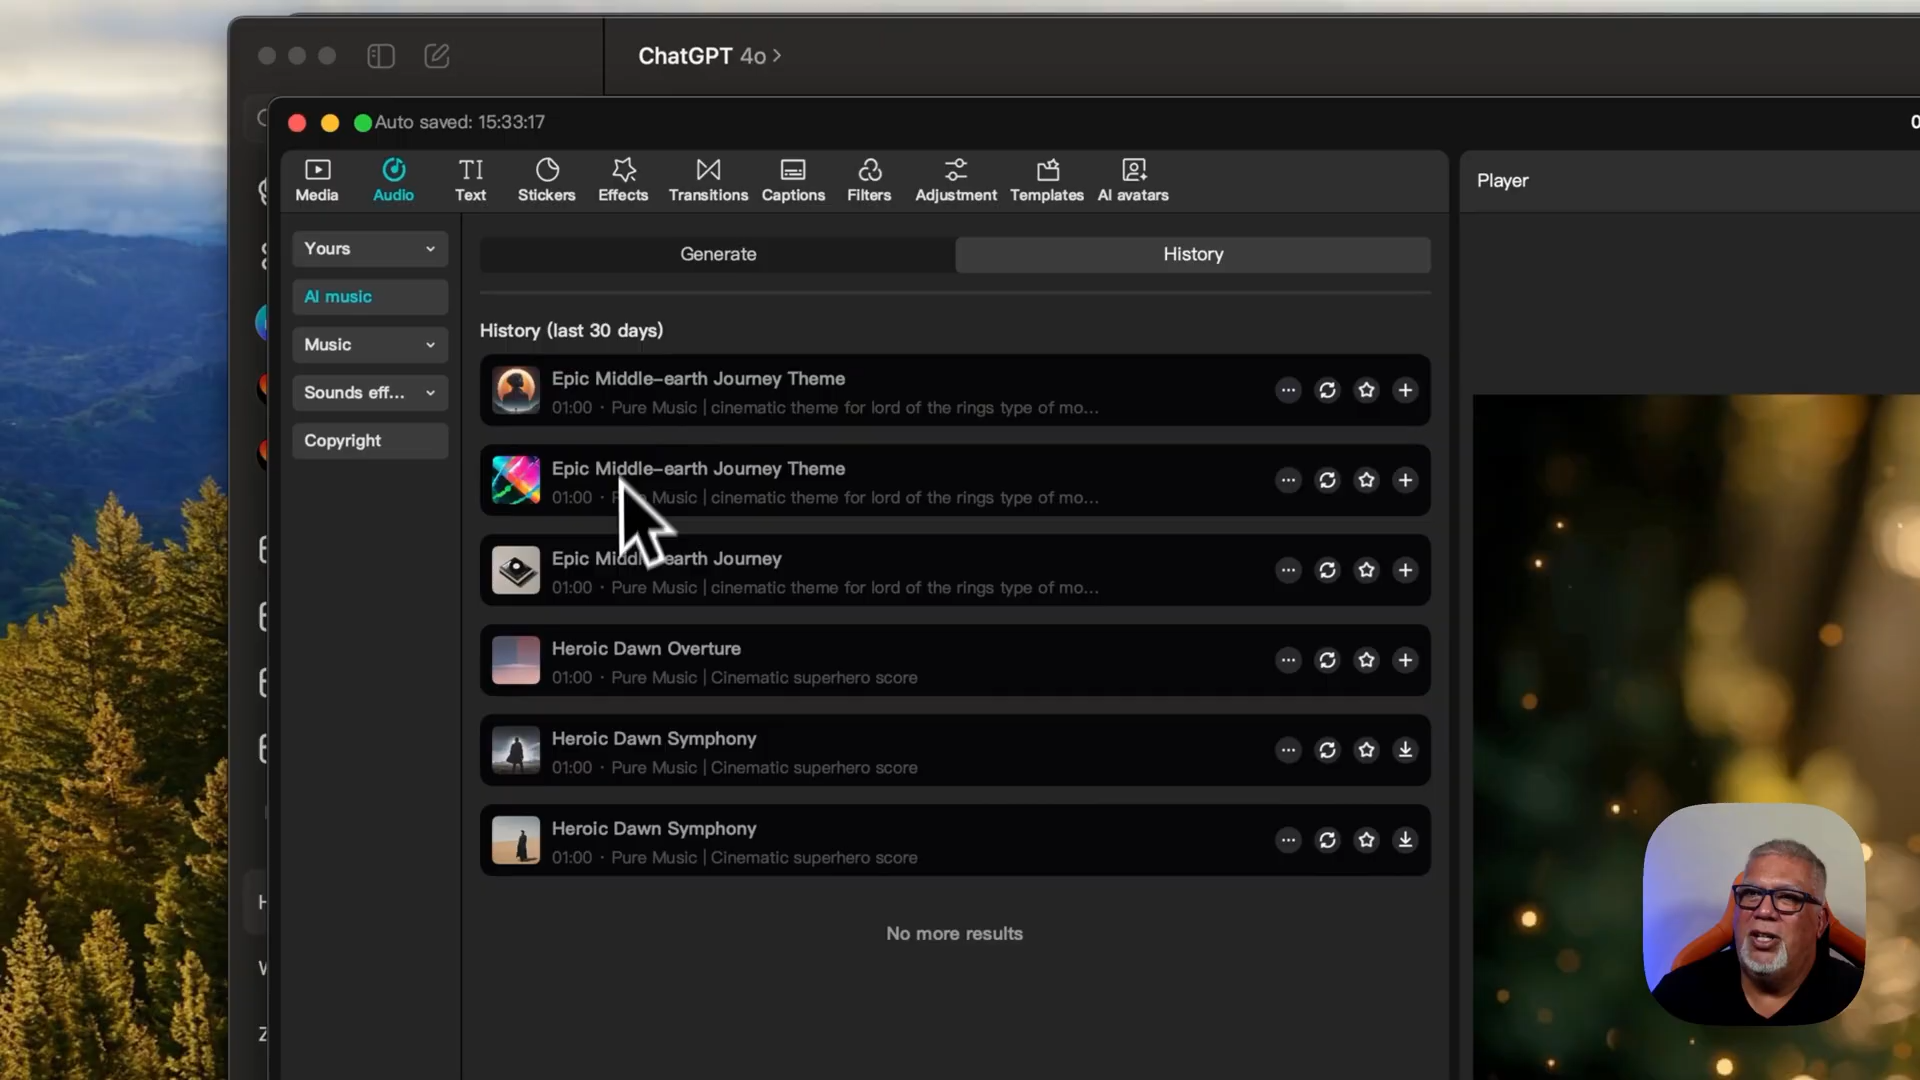 ChatGPT 4o >
Auto saved: 15:33:17
Media
Audio
Text
Stickers
Effects
Transitions
Captions
Filters
Adjustment
Templates
AI avatars
Player
Yours
AI music
Music
Sounds eff...
Copyright
Generate
History
History (last 30 days)
Epic Middle-earth Journey Theme
01:00 · Pure Music | cinematic theme for lord of the rings type of mo...
Epic Middle-earth Journey Theme
01:00 · Pure Music | cinematic theme for lord of the rings type of mo...
Epic Middle-earth Journey
01:00 · Pure Music | cinematic theme for lord of the rings type of mo...
Heroic Dawn Overture
01:00 · Pure Music | Cinematic superhero score
Heroic Dawn Symphony
01:00 · Pure Music | Cinematic superhero score
Heroic Dawn Symphony
01:00 · Pure Music | Cinematic superhero score
No more results